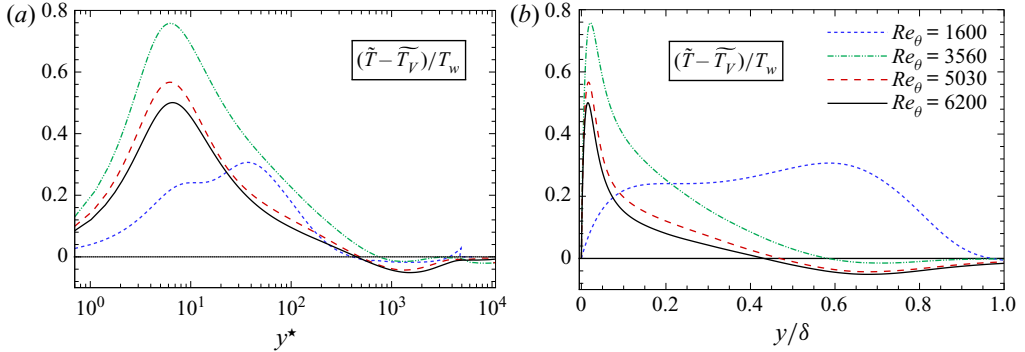 (a)
0.8
0.6
0.4
0.2
0
(T̃ – T̃_V)/T_w
10⁰
10¹
10²
10³
10⁴
y★
(b)
0.8
0.6
0.4
0.2
0
(T̃ – T̃_V)/T_w
Re_θ = 1600
Re_θ = 3560
Re_θ = 5030
Re_θ = 6200
0
0.2
0.4
0.6
0.8
1.0
y/δ